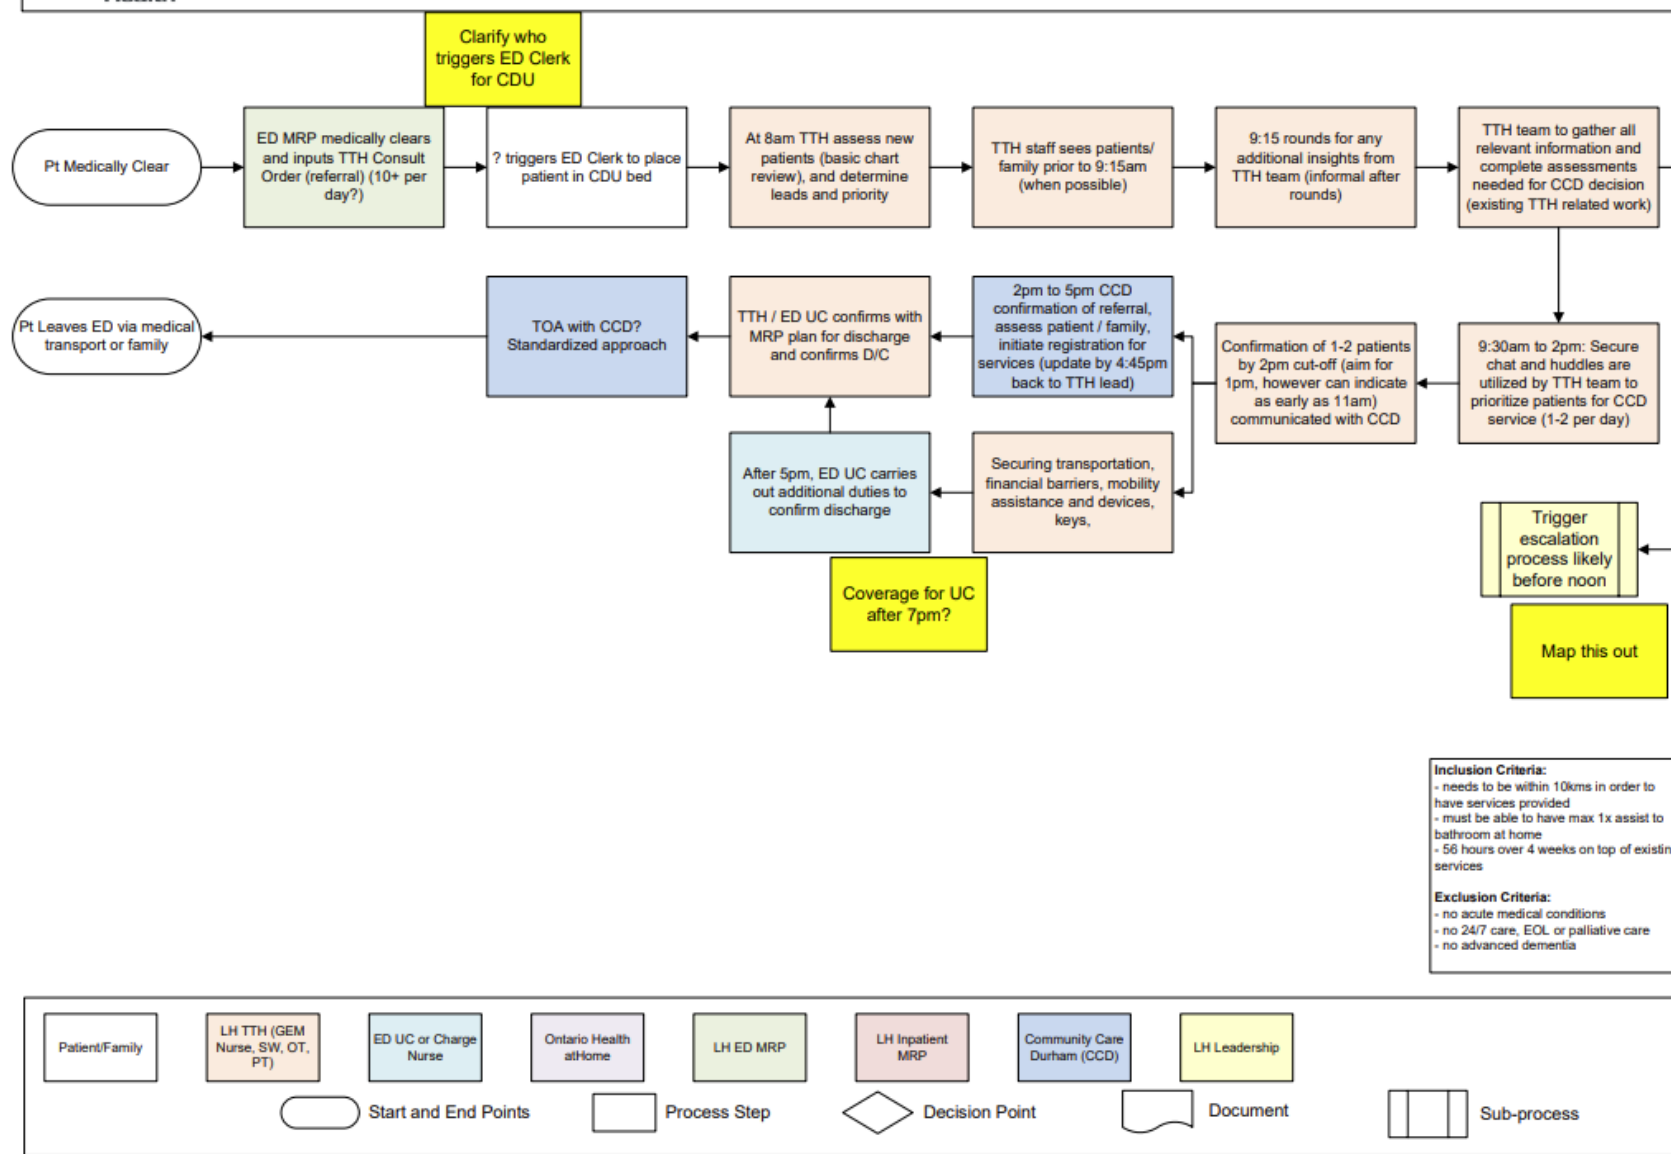 Clarify who
triggers ED Clerk
for CDU
Pt Medically Clear
ED MRP medically clears
and inputs TTH Consult
Order (referral) (10+ per
day?)
? triggers ED Clerk to place
patient in CDU bed
At 8am TTH assess new
patients (basic chart
review), and determine
leads and priority
TTH staff sees patients/
family prior to 9:15am
(when possible)
9:15 rounds for any
additional insights from
TTH team (informal after
rounds)
TTH team to gather all
relevant information and
complete assessments
needed for CCD decision
(existing TTH related work)
Pt Leaves ED via medical
transport or family
TOA with CCD?
Standardized approach
TTH / ED UC confirms with
MRP plan for discharge
and confirms D/C
2pm to 5pm CCD
confirmation of referral,
assess patient / family,
initiate registration for
services (update by 4:45pm
back to TTH lead)
Confirmation of 1-2 patients
by 2pm cut-off (aim for
1pm, however can indicate
as early as 11am)
communicated with CCD
9:30am to 2pm: Secure
chat and huddles are
utilized by TTH team to
prioritize patients for CCD
service (1-2 per day)
After 5pm, ED UC carries
out additional duties to
confirm discharge
Securing transportation,
financial barriers, mobility
assistance and devices,
keys,
Trigger
escalation
process likely
before noon
Coverage for UC
after 7pm?
Map this out
Inclusion Criteria:
- needs to be within 10kms in order to
have services provided
- must be able to have max 1x assist to
bathroom at home
- 56 hours over 4 weeks on top of existin
services
Exclusion Criteria:
- no acute medical conditions
- no 24/7 care, EOL or palliative care
- no advanced dementia
Patient/Family
LH TTH (GEM
Nurse, SW, OT,
PT)
ED UC or Charge
Nurse
Ontario Health
atHome
LH ED MRP
LH Inpatient
MRP
Community Care
Durham (CCD)
LH Leadership
Start and End Points
Process Step
Decision Point
Document
Sub-process